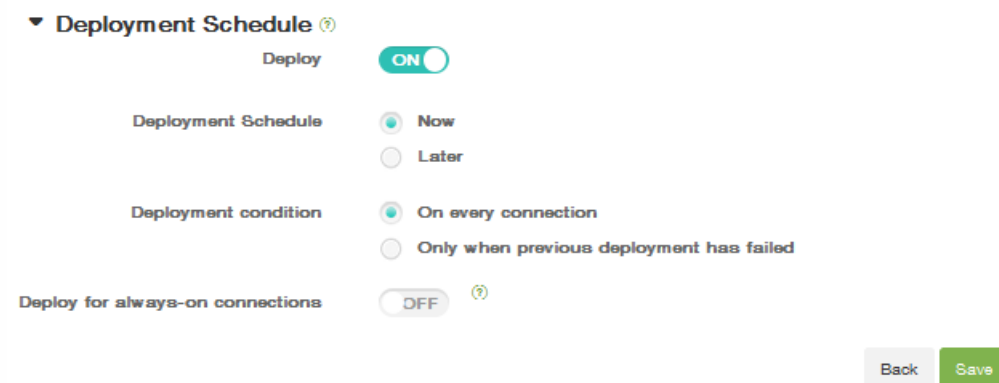 Deployment Schedule
Deploy ON
Deployment Schedule Now
Later
Deployment condition On every connection
Only when previous deployment has failed
Deploy for always-on connections OFF ?
Back Save